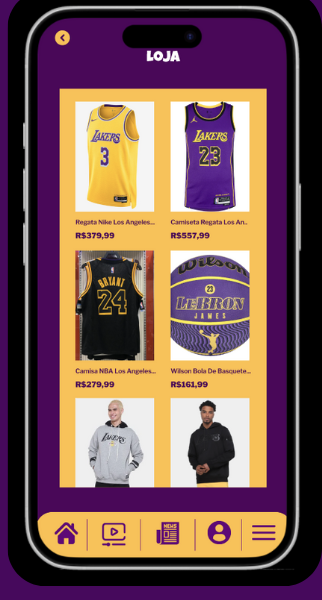 LOJA
LAKERS
3
LAKERS
23
Regata Nike Los Angeles...
Camiseta Regata Los An..
R$379,99
R$557,99
BRYANT
24
Wilson
23
LEBRON
JAMES
Camisa NBA Los Angeles...
Wilson Bola De Basquete...
R$279,99
R$161,99
LAKERS
NEWS